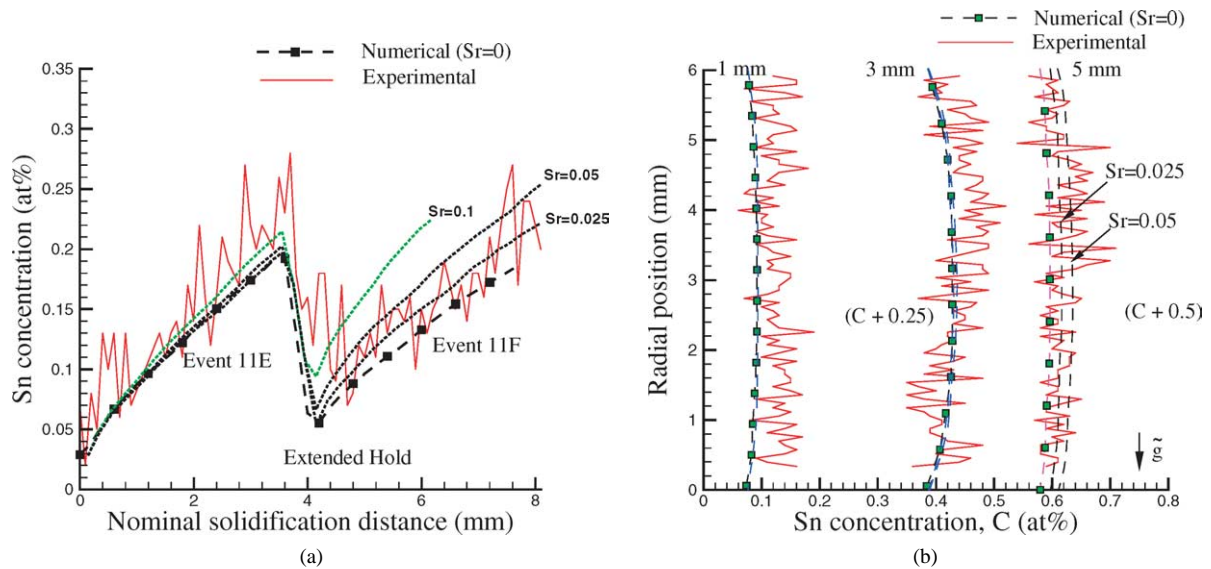 Numerical (Sr=0)
Experimental
0.35
0.3
0.25
0.2
0.15
0.1
0.05
0
Sn concentration (at%)
Sr=0.05
Sr=0.1
Sr=0.025
Event 11E
Event 11F
Extended Hold
0 2 4 6 8
Nominal solidification distance (mm)
(a)
Numerical (Sr=0)
Experimental
1 mm 3 mm 5 mm
6
5
4
3
2
1
0
Radial position (mm)
Sr=0.025
Sr=0.05
(C + 0.25) (C + 0.5)
g̃
0 0.1 0.2 0.3 0.4 0.5 0.6 0.7 0.8
Sn concentration, C (at%)
(b)